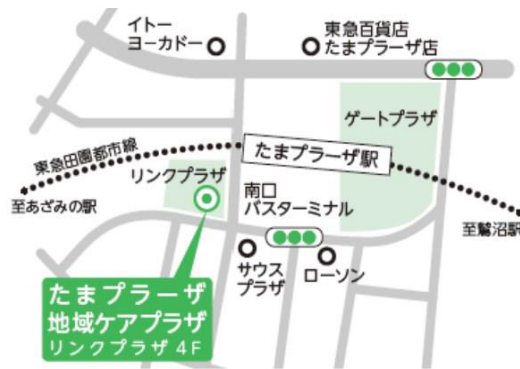 イトー
ヨーカドー
東急百貨店
たまプラーザ店
ゲートプラザ
東急田園都市線
たまプラーザ駅
リンクプラザ
至あざみの駅
南口
バスターミナル
至鷺沼駅
サウス
プラザ
ローソン
たまプラーザ
地域ケアプラザ
リンクプラザ 4F